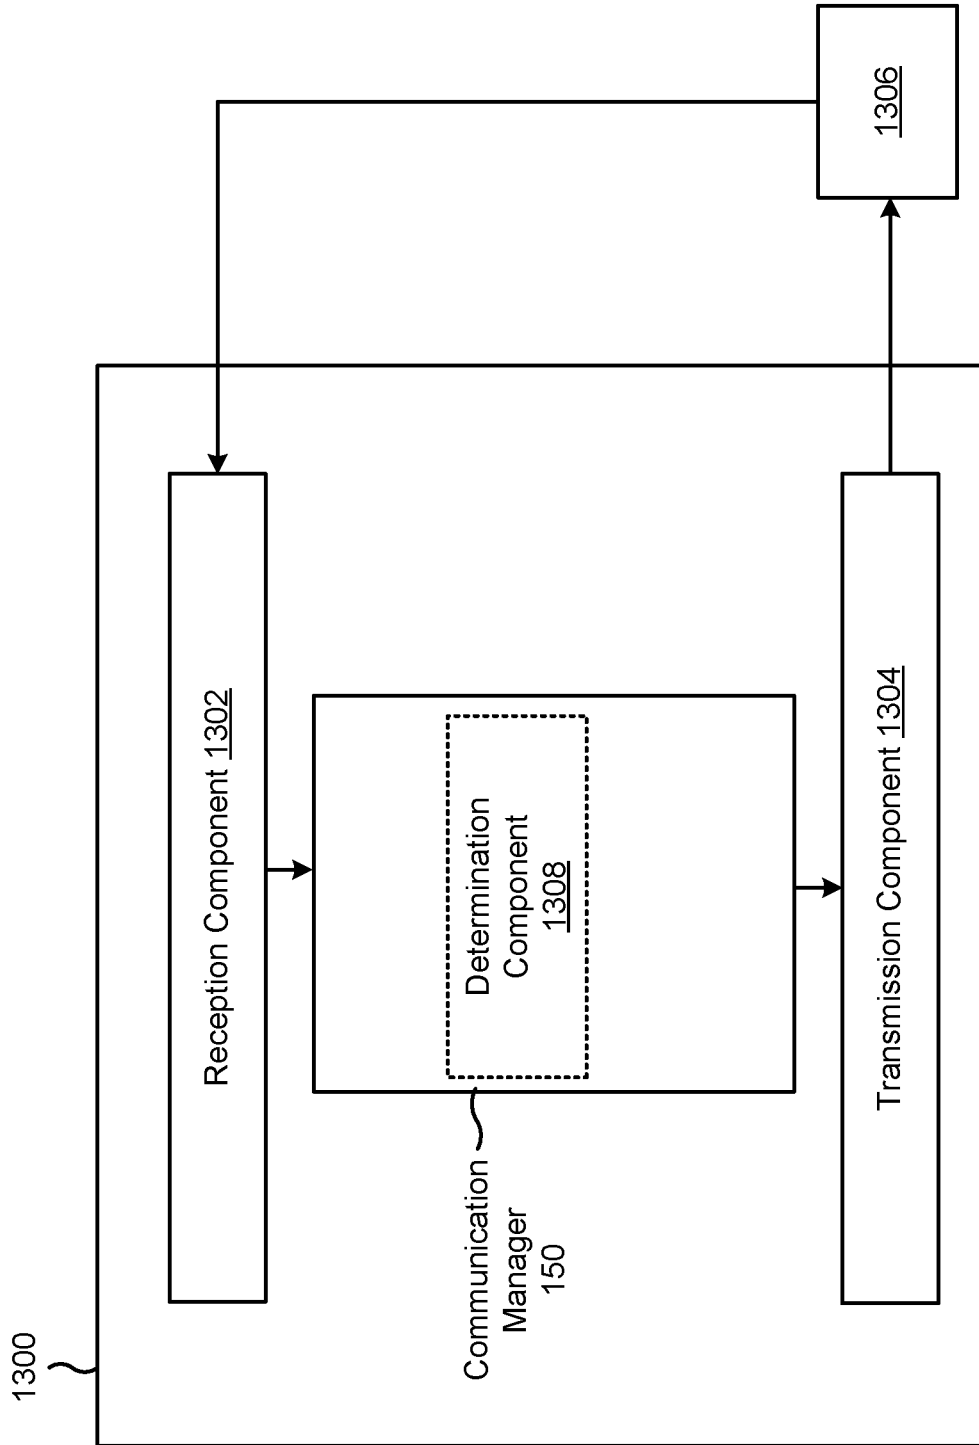 1300
Reception Component 1302
Communication
Manager
150
Determination
Component
1308
Transmission Component 1304
1306